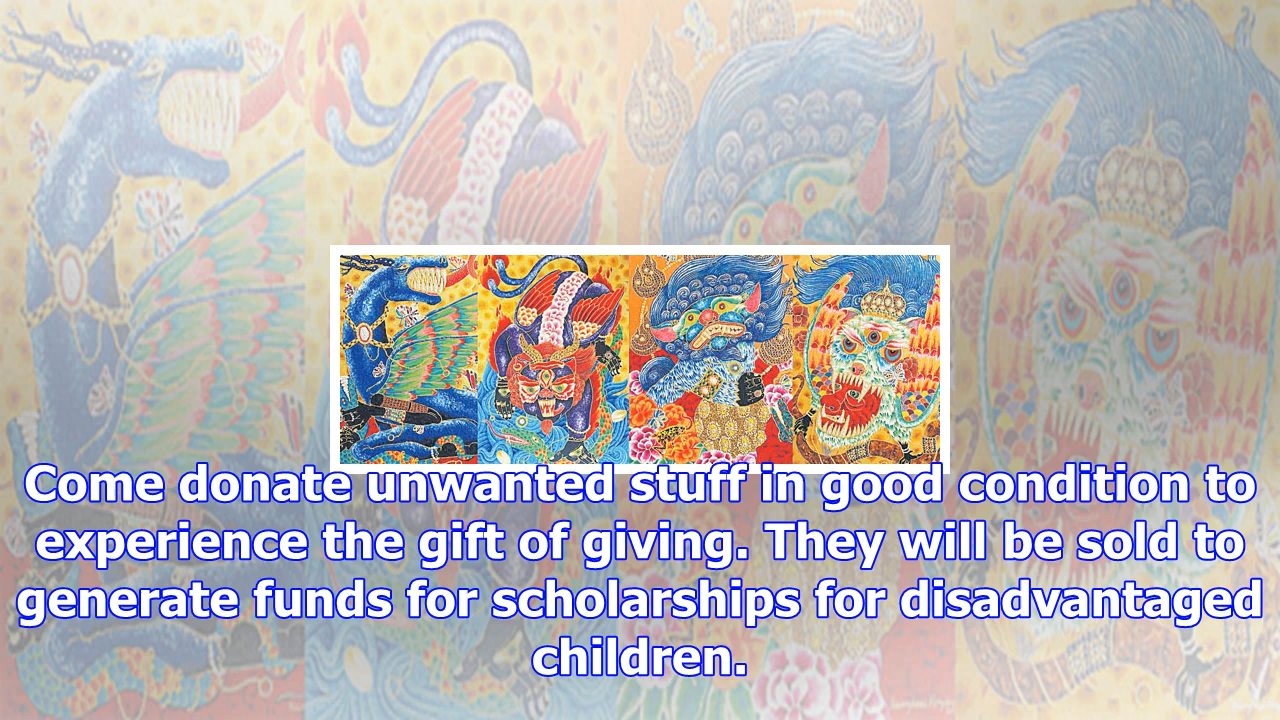 Come donate unwanted stuff in good condition to
experience the gift of giving. They will be sold to
generate funds for scholarships for disadvantaged
children.